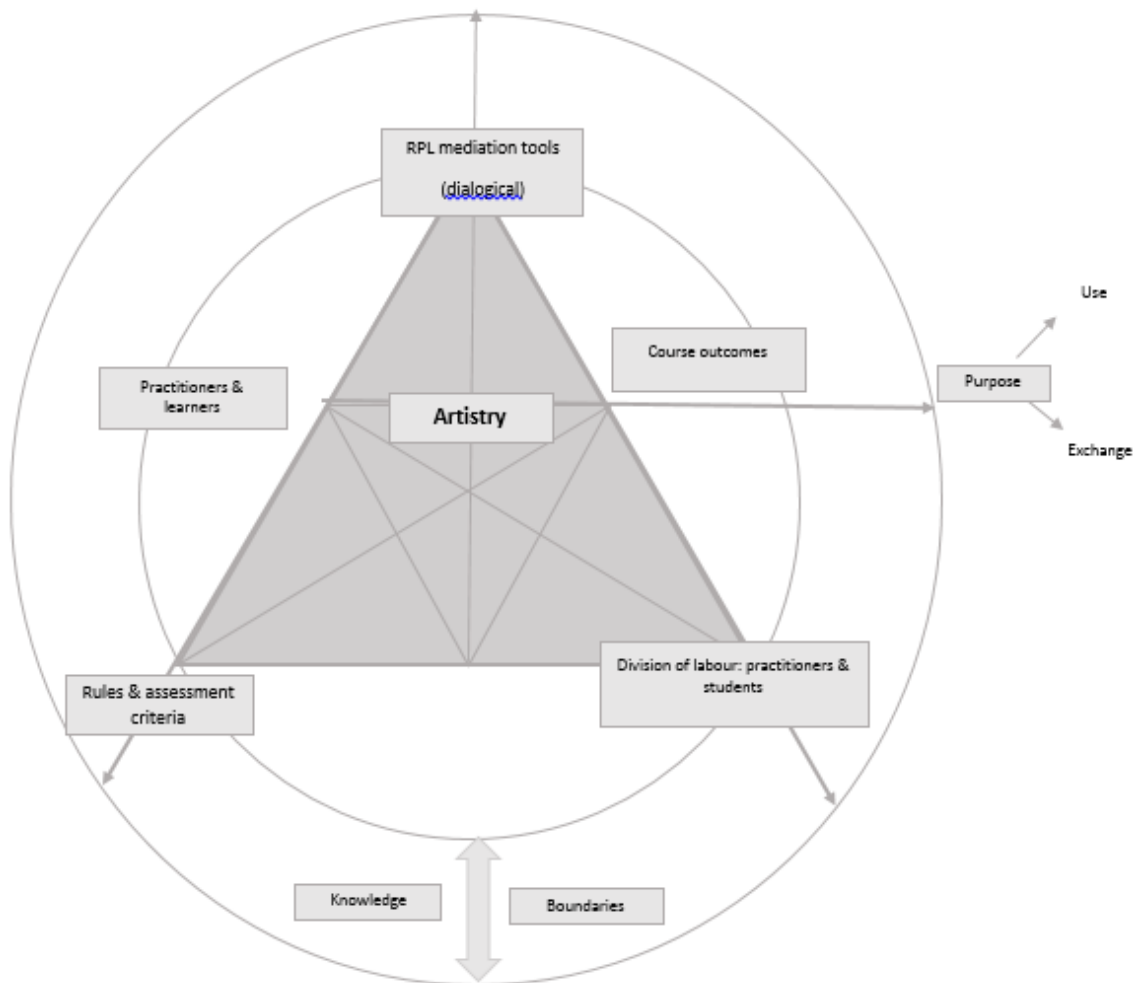 RPL mediation tools
(dialogical)
Use
Course outcomes
Practitioners &
learners
Purpose
Artistry
Exchange
Division of labour: practitioners &
students
Rules & assessment
criteria
Knowledge
Boundaries